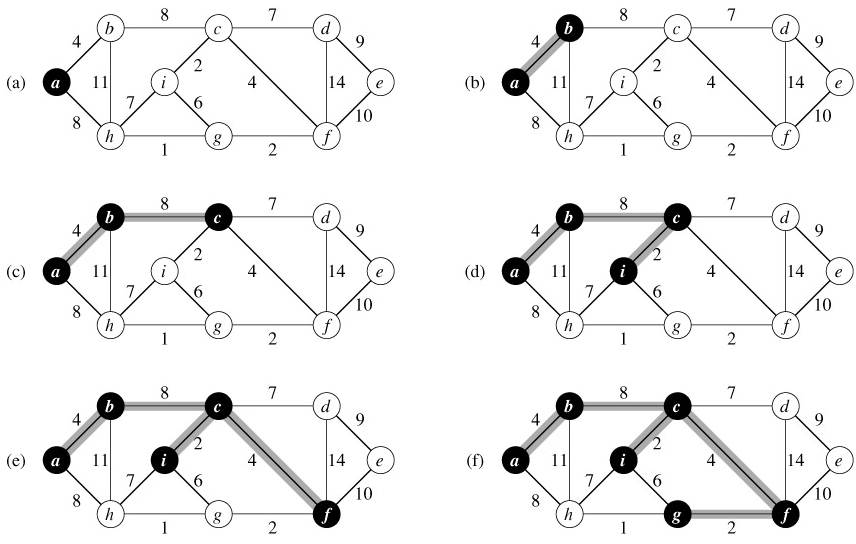 8 7 8 7
b c d b c d
4 9 4 9
2 2
(a) a 11 i 4 14 e (b) a 11 i 4 14 e
7 6 10 7 6 10
8 8
h g f h g f
1 2 1 2
8 7 8 7
b c d b c d
4 9 4 9
2 2
(c) a 11 i 4 14 e (d) a 11 i 4 14 e
7 6 10 7 6 10
8 8
h g f h g f
1 2 1 2
8 7 8 7
b c d b c d
4 9 4 9
2 2
(e) a 11 i 4 14 e (f) a 11 i 4 14 e
7 6 10 7 6 10
8 8
h g f h g f
1 2 1 2